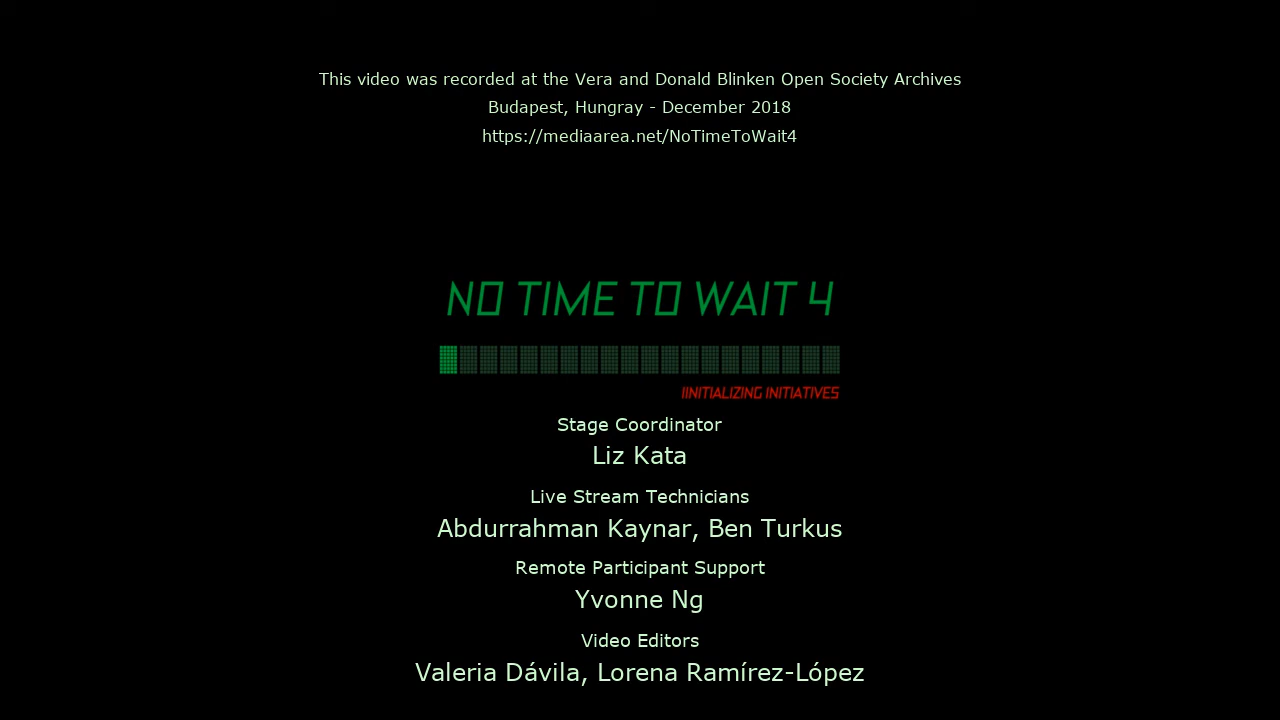 This video was recorded at the Vera and Donald Blinken Open Society Archives
Budapest, Hungray - December 2018
https://mediaarea.net/NoTimeToWait4
NO TIME TO WAIT 4
IINITIALIZING INITIATIVES
Stage Coordinator
Liz Kata
Live Stream Technicians
Abdurrahman Kaynar, Ben Turkus
Remote Participant Support
Yvonne Ng
Video Editors
Valeria Dávila, Lorena Ramírez-López